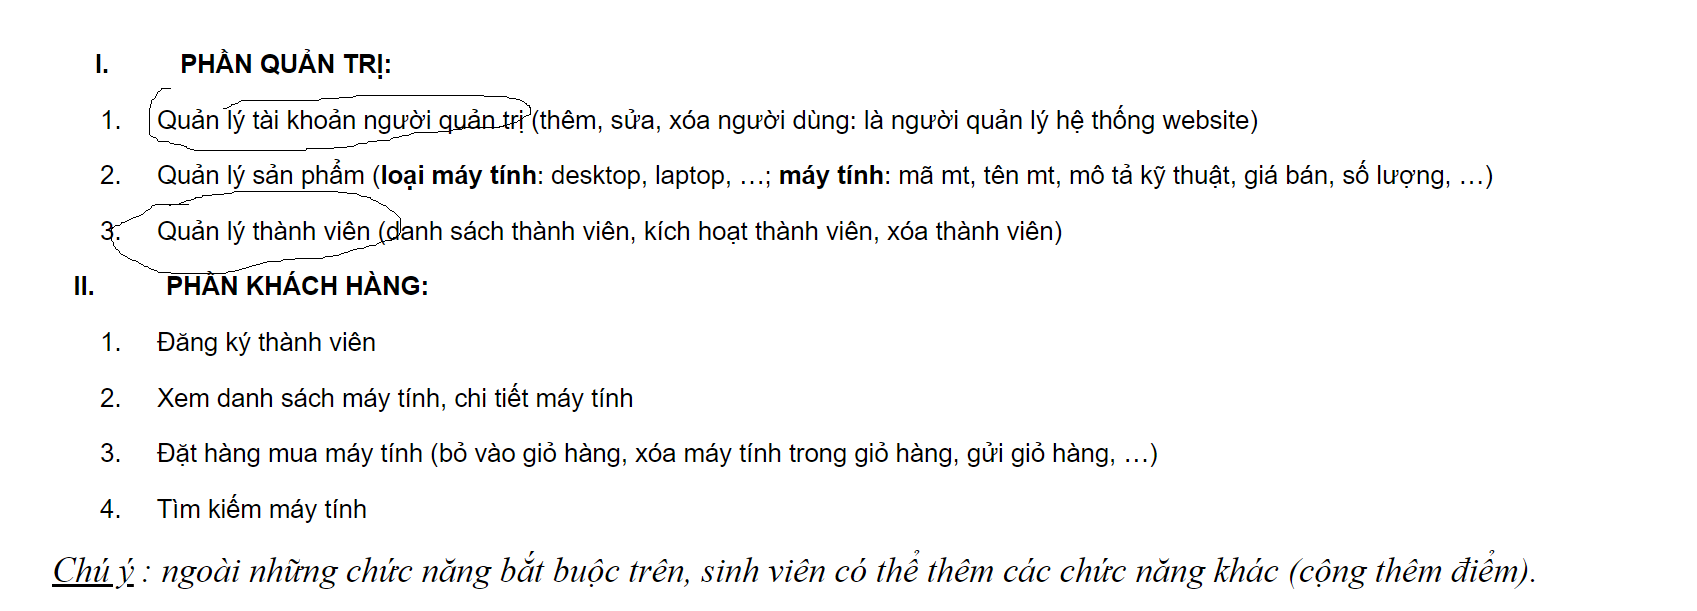 I. PHẦN QUẢN TRỊ:
1. Quản lý tài khoản người quản trị (thêm, sửa, xóa người dùng: là người quản lý hệ thống website)
2. Quản lý sản phẩm (loại máy tính: desktop, laptop, …; máy tính: mã mt, tên mt, mô tả kỹ thuật, giá bán, số lượng, …)
3. Quản lý thành viên (danh sách thành viên, kích hoạt thành viên, xóa thành viên)
II. PHẦN KHÁCH HÀNG:
1. Đăng ký thành viên
2. Xem danh sách máy tính, chi tiết máy tính
3. Đặt hàng mua máy tính (bỏ vào giỏ hàng, xóa máy tính trong giỏ hàng, gửi giỏ hàng, …)
4. Tìm kiếm máy tính
Chú ý : ngoài những chức năng bắt buộc trên, sinh viên có thể thêm các chức năng khác (cộng thêm điểm).